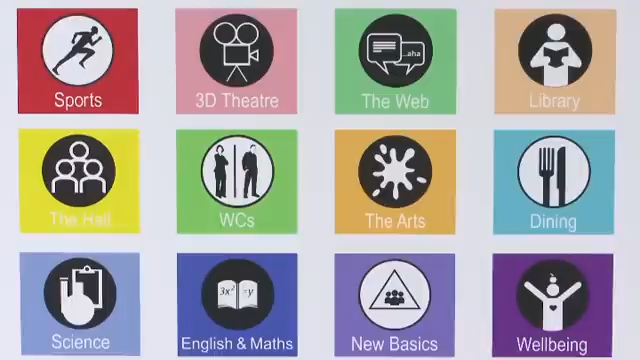 Sports
3D Theatre
...aha
The Web
Library
The Hall
WCs
The Arts
Dining
Science
3x² =y
English & Maths
New Basics
Wellbeing